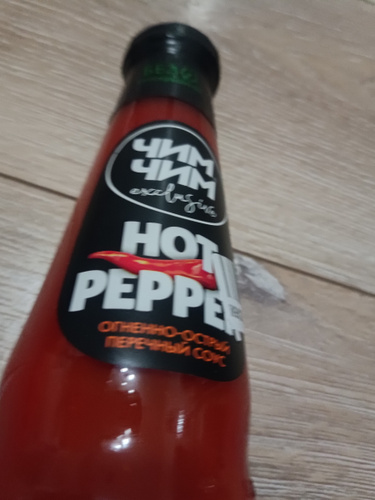 ЧИМ
ЧИМ
exclusive
HOT
PEPPER
ОГНЕННО-ОСТРЫЙ
ПЕРЕЧНЫЙ СОУС